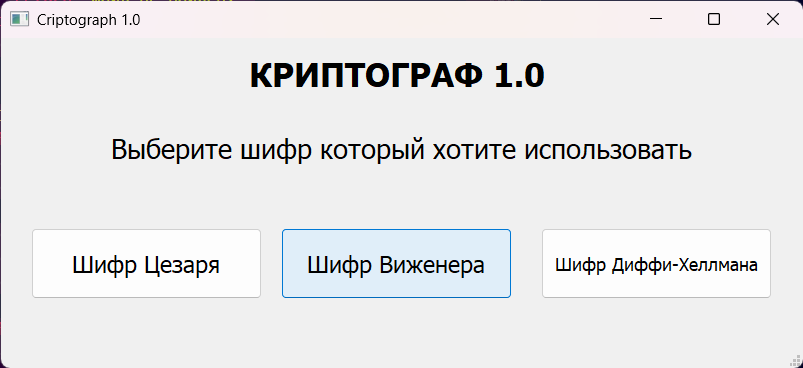 Criptograph 1.0
КРИПТОГРАФ 1.0
Выберите шифр который хотите использовать
Шифр Цезаря
Шифр Виженера
Шифр Диффи-Хеллмана